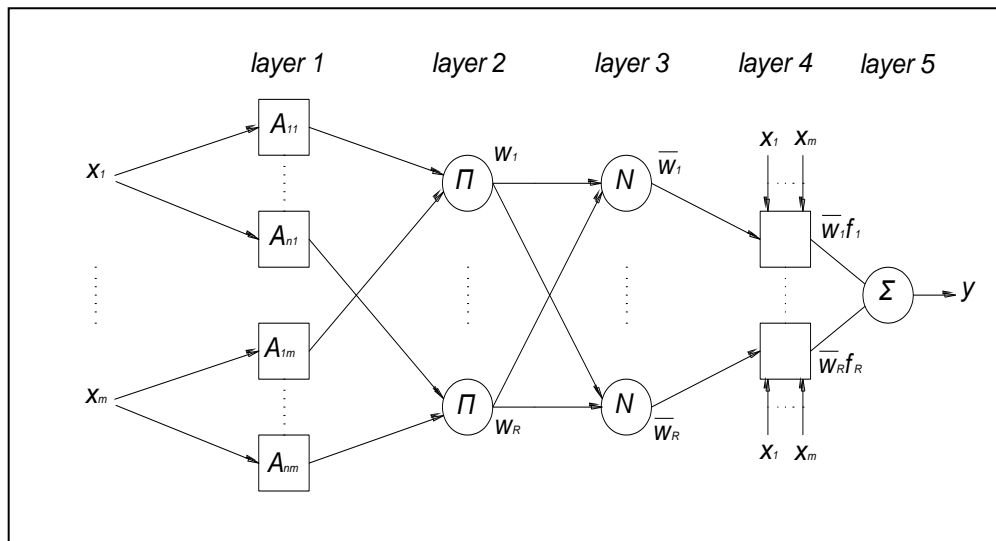 layer 1 layer 2 layer 3 layer 4 layer 5
A₁₁
x₁ xₘ
x₁
w₁
w̅₁
Π
N
Aₙ₁
w̅₁f₁
Σ
y
A₁ₘ
w̅RfR
xₘ
Π
N
wR
w̅R
x₁ xₘ
Aₙₘ